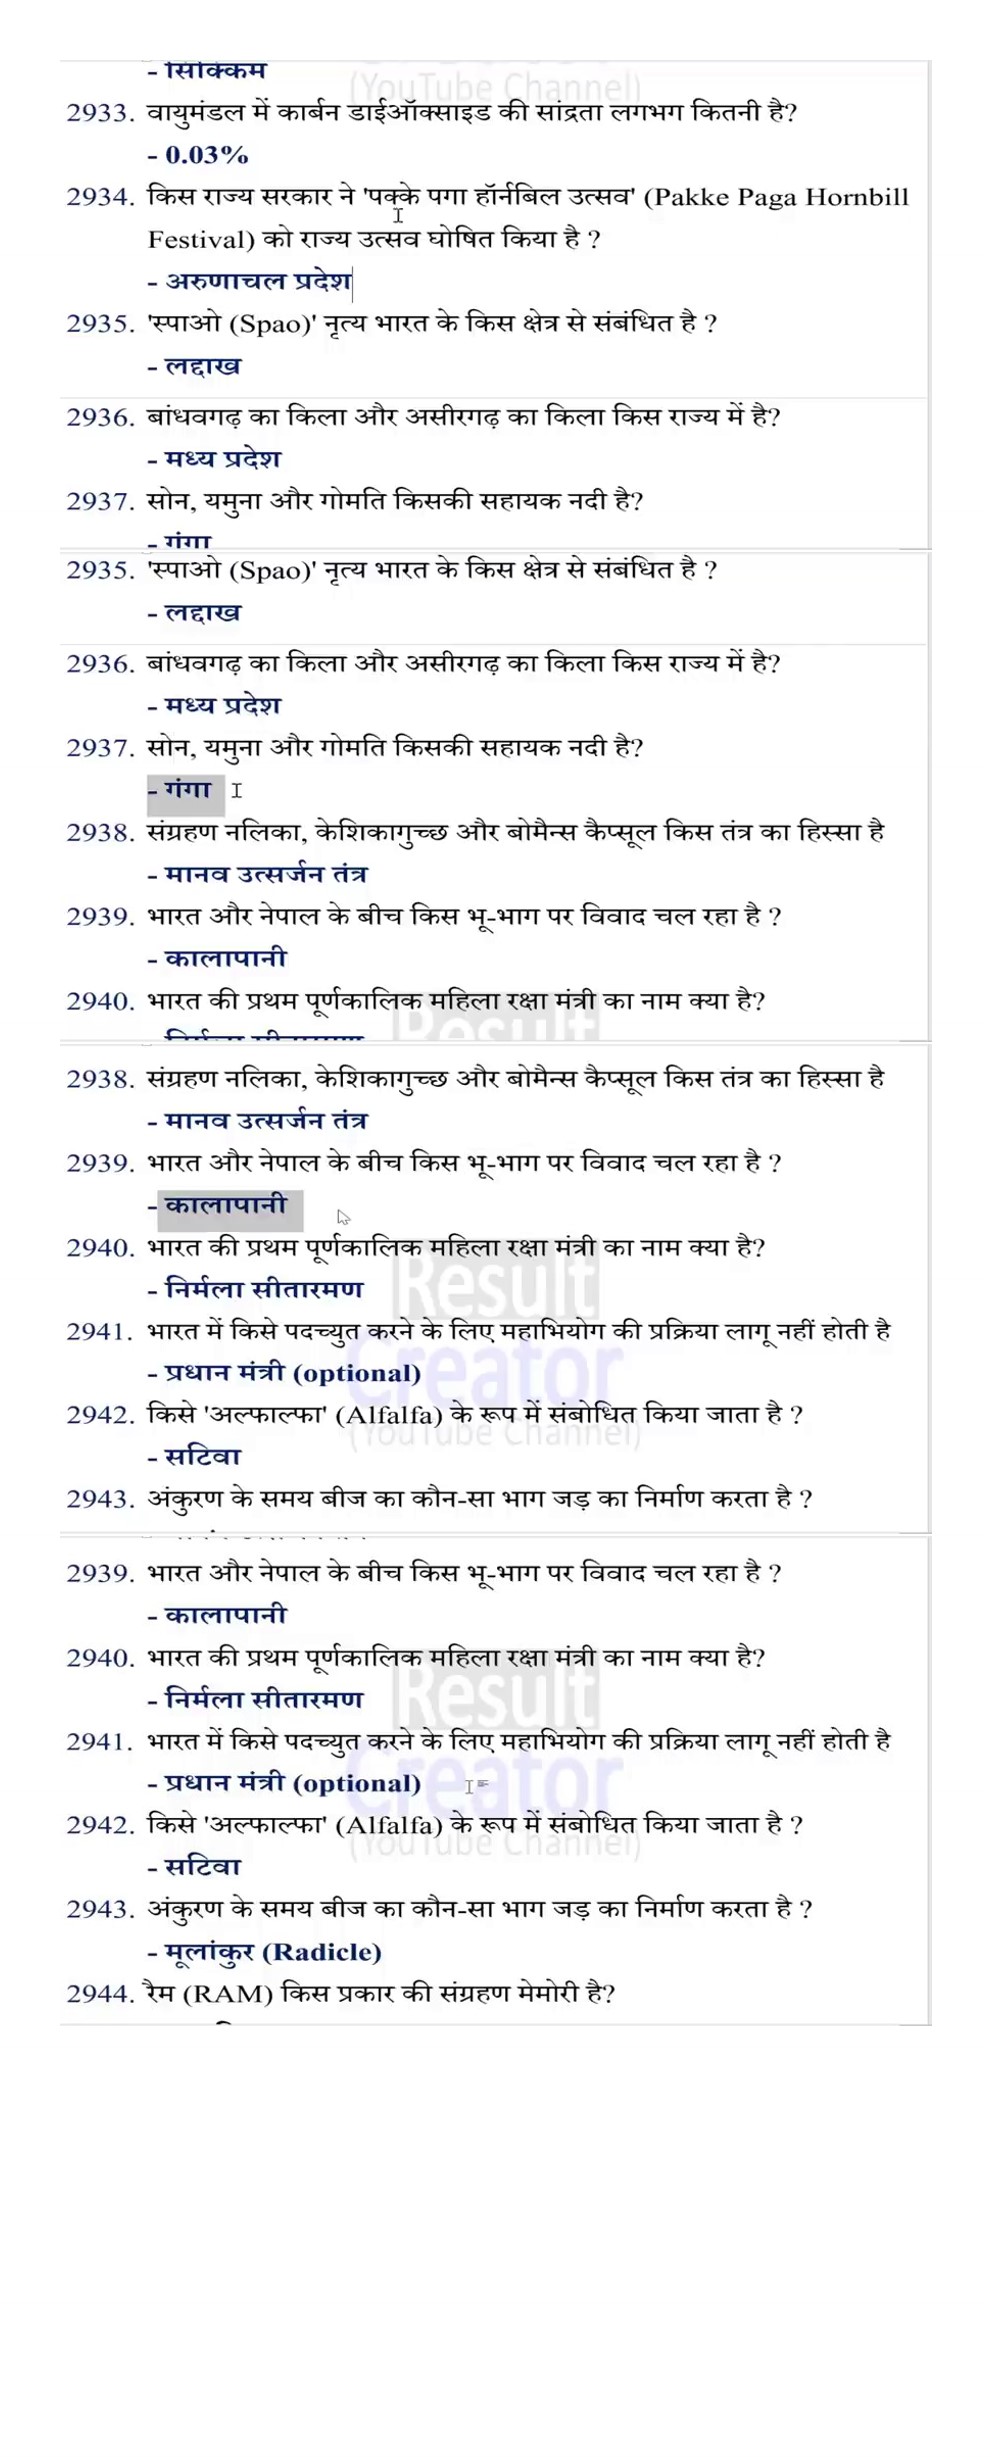 - सिक्किम
(YouTube Channel)
2933. वायुमंडल में कार्बन डाईऑक्साइड की सांद्रता लगभग कितनी है?
- 0.03%
2934. किस राज्य सरकार ने 'पक्के पगा हॉर्नबिल उत्सव' (Pakke Paga Hornbill
Festival) को राज्य उत्सव घोषित किया है ?
- अरुणाचल प्रदेश
2935. 'स्पाओ (Spao)' नृत्य भारत के किस क्षेत्र से संबंधित है ?
- लद्दाख
2936. बांधवगढ़ का किला और असीरगढ़ का किला किस राज्य में है?
- मध्य प्रदेश
2937. सोन, यमुना और गोमति किसकी सहायक नदी है?
- गंगा
2935. 'स्पाओ (Spao)' नृत्य भारत के किस क्षेत्र से संबंधित है ?
- लद्दाख
2936. बांधवगढ़ का किला और असीरगढ़ का किला किस राज्य में है?
- मध्य प्रदेश
2937. सोन, यमुना और गोमति किसकी सहायक नदी है?
- गंगा
2938. संग्रहण नलिका, केशिकागुच्छ और बोमैन्स कैप्सूल किस तंत्र का हिस्सा है
- मानव उत्सर्जन तंत्र
2939. भारत और नेपाल के बीच किस भू-भाग पर विवाद चल रहा है ?
- कालापानी
2940. भारत की प्रथम पूर्णकालिक महिला रक्षा मंत्री का नाम क्या है?
Result
2938. संग्रहण नलिका, केशिकागुच्छ और बोमैन्स कैप्सूल किस तंत्र का हिस्सा है
- मानव उत्सर्जन तंत्र
2939. भारत और नेपाल के बीच किस भू-भाग पर विवाद चल रहा है ?
- कालापानी
2940. भारत की प्रथम पूर्णकालिक महिला रक्षा मंत्री का नाम क्या है?
- निर्मला सीतारमण
Result
2941. भारत में किसे पदच्युत करने के लिए महाभियोग की प्रक्रिया लागू नहीं होती है
- प्रधान मंत्री (optional)
Creator
2942. किसे 'अल्फाल्फा' (Alfalfa) के रूप में संबोधित किया जाता है ?
(YouTube Channel)
- सटिवा
2943. अंकुरण के समय बीज का कौन-सा भाग जड़ का निर्माण करता है ?
2939. भारत और नेपाल के बीच किस भू-भाग पर विवाद चल रहा है ?
- कालापानी
2940. भारत की प्रथम पूर्णकालिक महिला रक्षा मंत्री का नाम क्या है?
- निर्मला सीतारमण
Result
2941. भारत में किसे पदच्युत करने के लिए महाभियोग की प्रक्रिया लागू नहीं होती है
- प्रधान मंत्री (optional)
Creator
2942. किसे 'अल्फाल्फा' (Alfalfa) के रूप में संबोधित किया जाता है ?
(YouTube Channel)
- सटिवा
2943. अंकुरण के समय बीज का कौन-सा भाग जड़ का निर्माण करता है ?
- मूलांकुर (Radicle)
2944. रैम (RAM) किस प्रकार की संग्रहण मेमोरी है?